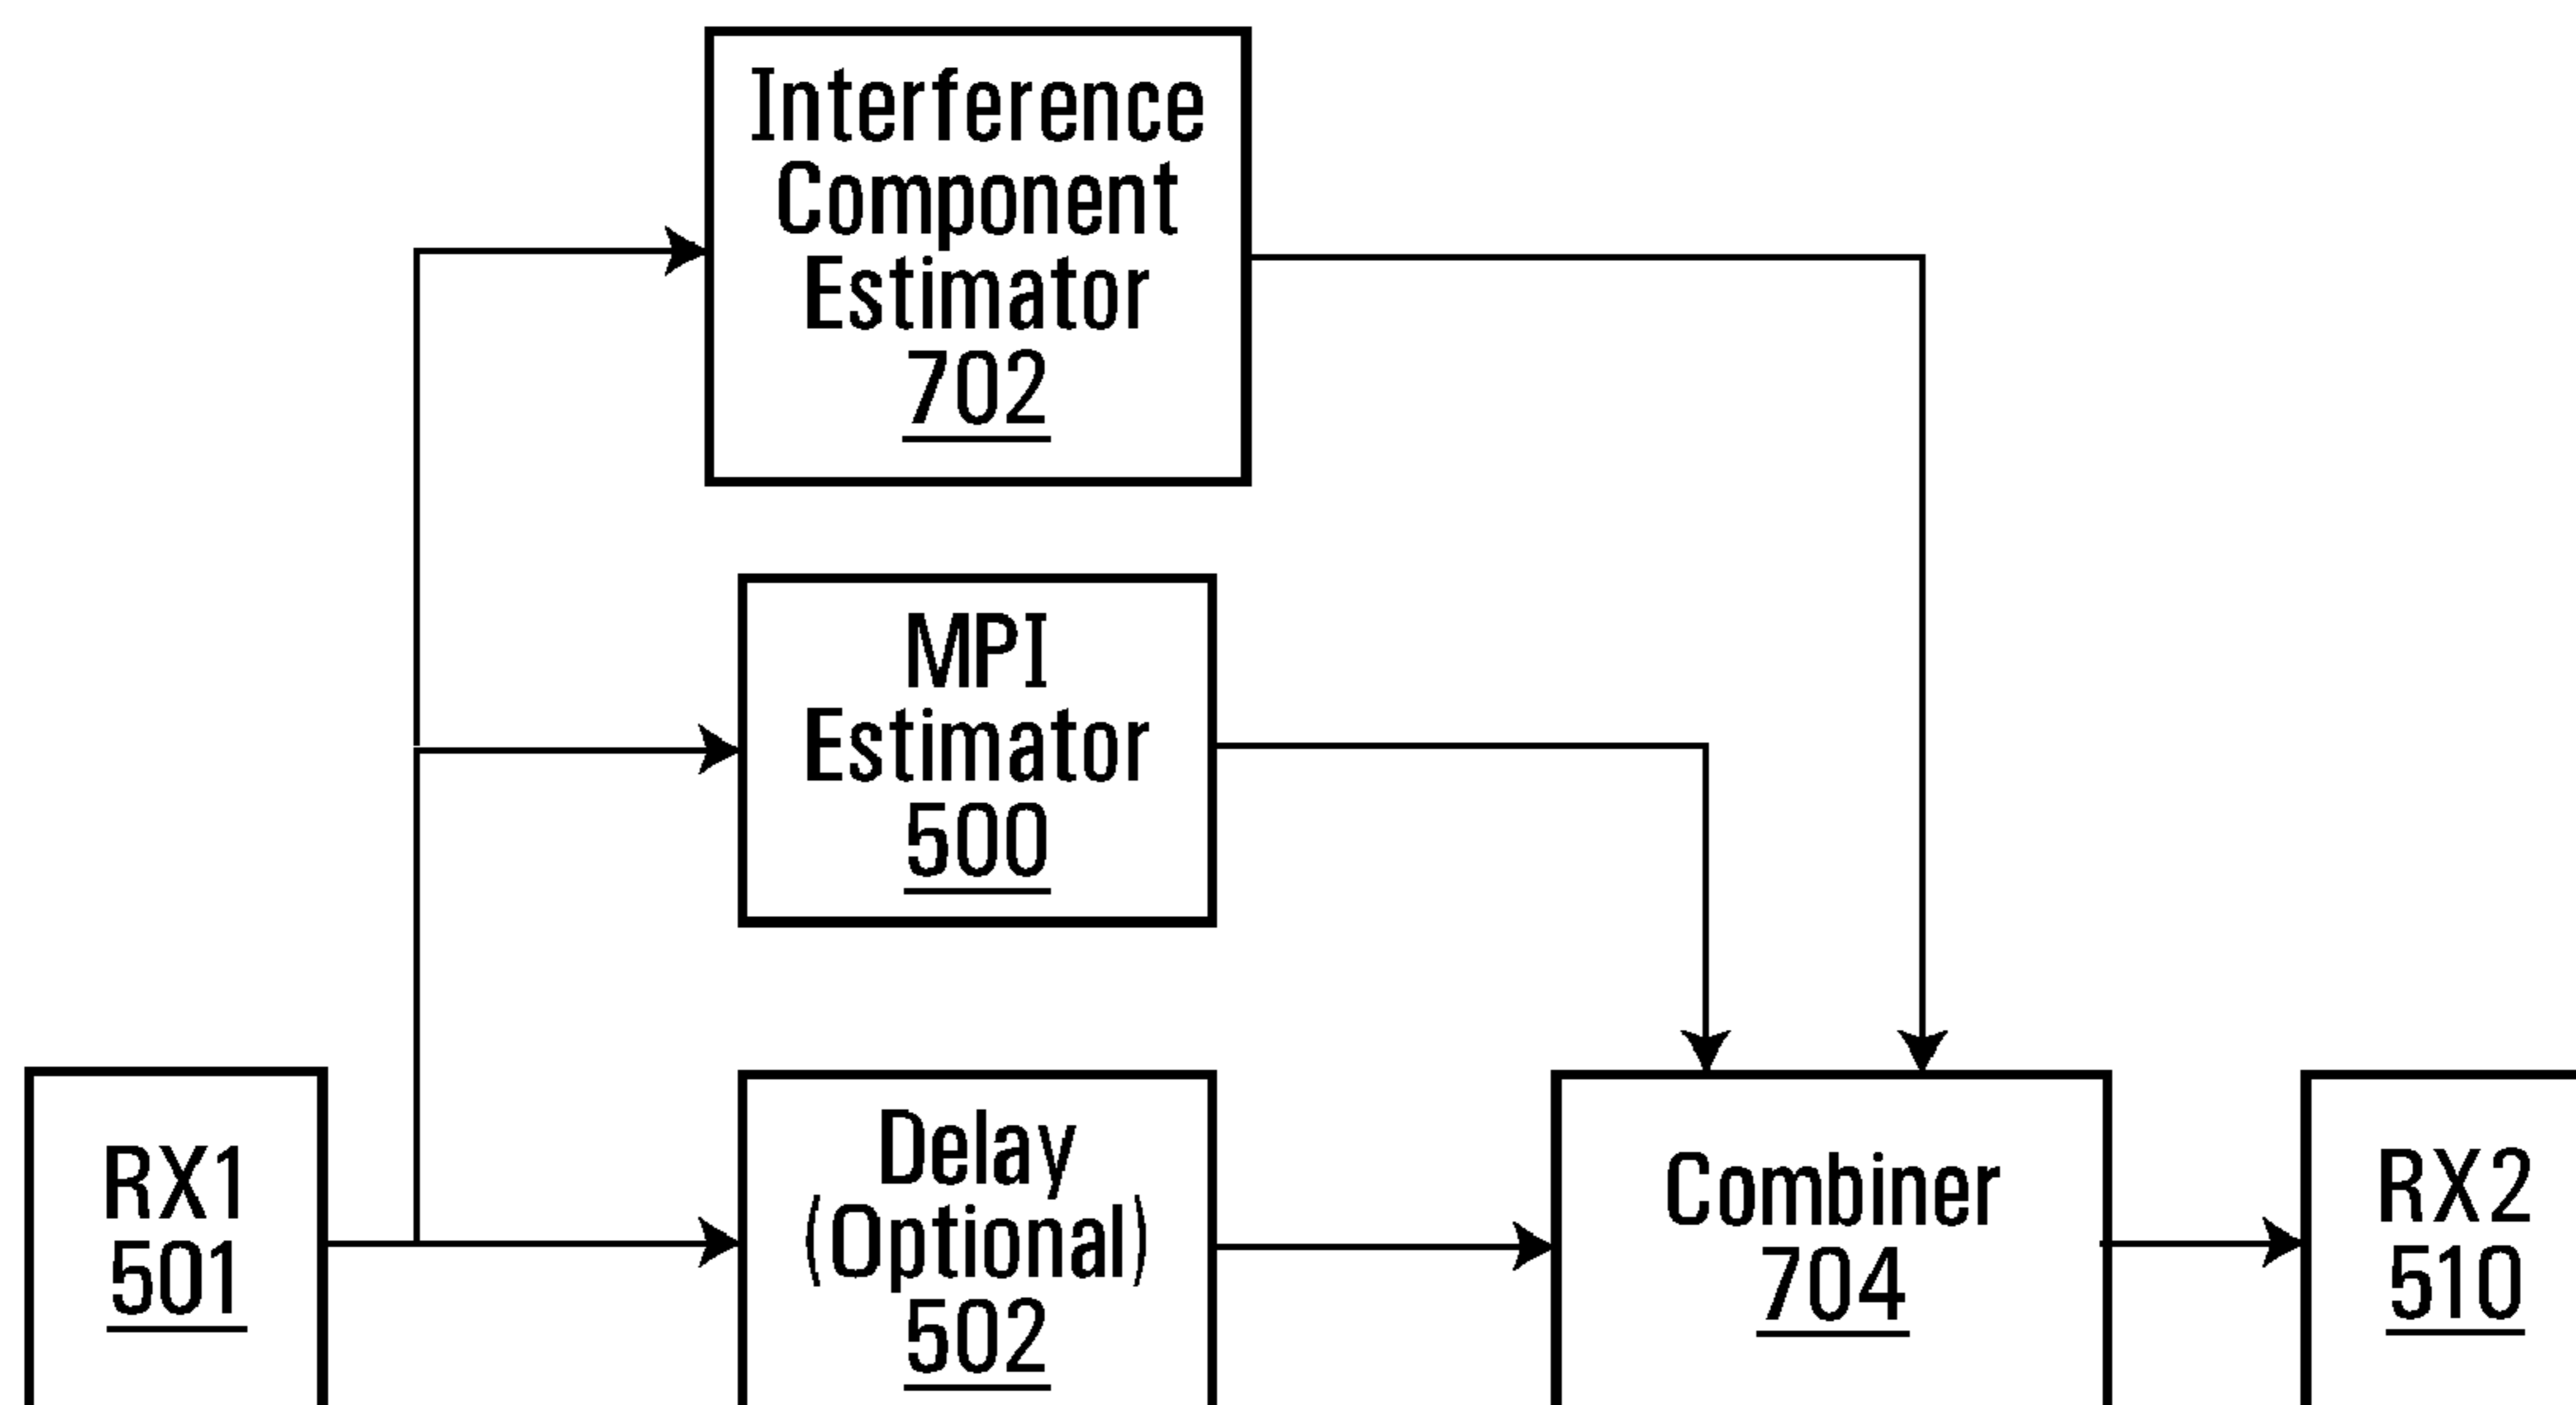 Interference
Component
Estimator
702
MPI
Estimator
500
RX1
501
Delay
(Optional)
502
Combiner
704
RX2
510